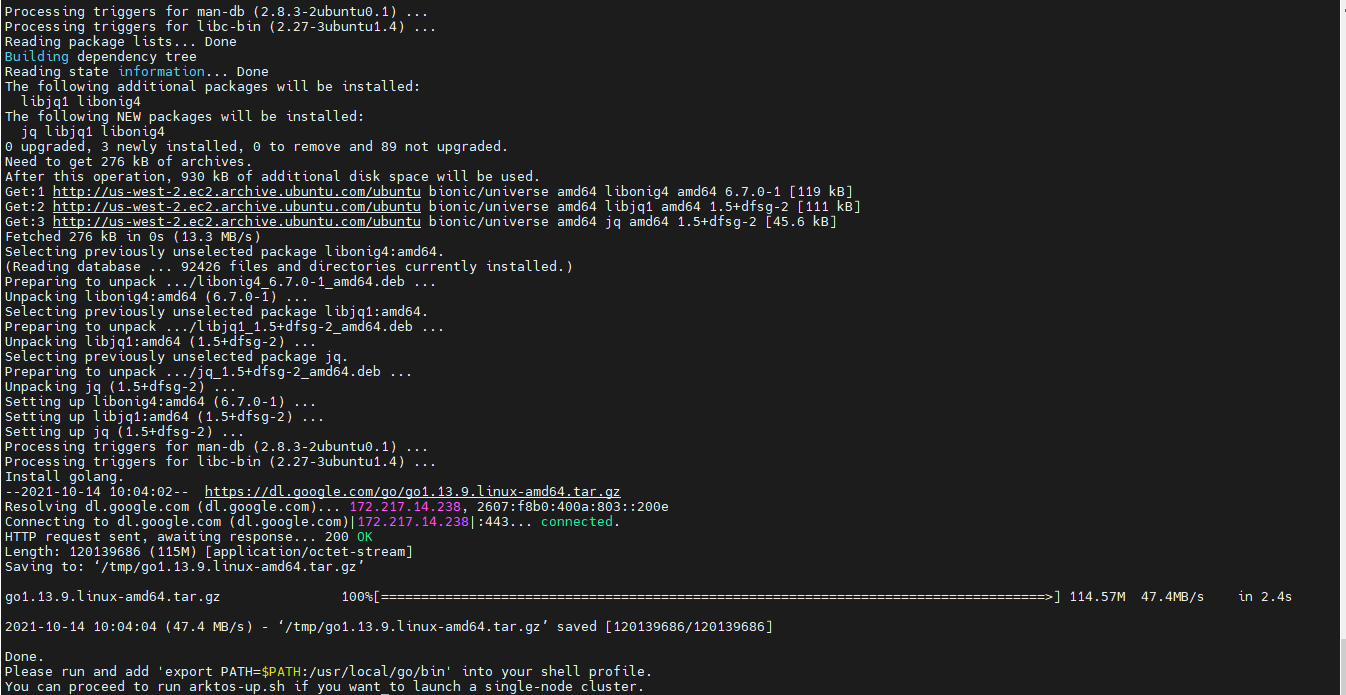 Processing triggers for man-db (2.8.3-2ubuntu0.1) ...
Processing triggers for libc-bin (2.27-3ubuntu1.4) ...
Reading package lists... Done
Building dependency tree
Reading state information... Done
The following additional packages will be installed:
  libjq1 libonig4
The following NEW packages will be installed:
  jq libjq1 libonig4
0 upgraded, 3 newly installed, 0 to remove and 89 not upgraded.
Need to get 276 kB of archives.
After this operation, 930 kB of additional disk space will be used.
Get:1 http://us-west-2.ec2.archive.ubuntu.com/ubuntu bionic/universe amd64 libonig4 amd64 6.7.0-1 [119 kB]
Get:2 http://us-west-2.ec2.archive.ubuntu.com/ubuntu bionic/universe amd64 libjq1 amd64 1.5+dfsg-2 [111 kB]
Get:3 http://us-west-2.ec2.archive.ubuntu.com/ubuntu bionic/universe amd64 jq amd64 1.5+dfsg-2 [45.6 kB]
Fetched 276 kB in 0s (13.3 MB/s)
Selecting previously unselected package libonig4:amd64.
(Reading database ... 92426 files and directories currently installed.)
Preparing to unpack .../libonig4_6.7.0-1_amd64.deb ...
Unpacking libonig4:amd64 (6.7.0-1) ...
Selecting previously unselected package libjq1:amd64.
Preparing to unpack .../libjq1_1.5+dfsg-2_amd64.deb ...
Unpacking libjq1:amd64 (1.5+dfsg-2) ...
Selecting previously unselected package jq.
Preparing to unpack .../jq_1.5+dfsg-2_amd64.deb ...
Unpacking jq (1.5+dfsg-2) ...
Setting up libonig4:amd64 (6.7.0-1) ...
Setting up libjq1:amd64 (1.5+dfsg-2) ...
Setting up jq (1.5+dfsg-2) ...
Processing triggers for man-db (2.8.3-2ubuntu0.1) ...
Processing triggers for libc-bin (2.27-3ubuntu1.4) ...
Install golang.
--2021-10-14 10:04:02--  https://dl.google.com/go/go1.13.9.linux-amd64.tar.gz
Resolving dl.google.com (dl.google.com)... 172.217.14.238, 2607:f8b0:400a:803::200e
Connecting to dl.google.com (dl.google.com)|172.217.14.238|:443... connected.
HTTP request sent, awaiting response... 200 OK
Length: 120139686 (115M) [application/octet-stream]
Saving to: ‘/tmp/go1.13.9.linux-amd64.tar.gz’
go1.13.9.linux-amd64.tar.gz 100%[===================================================================================>] 114.57M 47.4MB/s in 2.4s
2021-10-14 10:04:04 (47.4 MB/s) - ‘/tmp/go1.13.9.linux-amd64.tar.gz’ saved [120139686/120139686]
Done.
Please run and add 'export PATH=$PATH:/usr/local/go/bin' into your shell profile.
You can proceed to run arktos-up.sh if you want_to launch a single-node cluster.